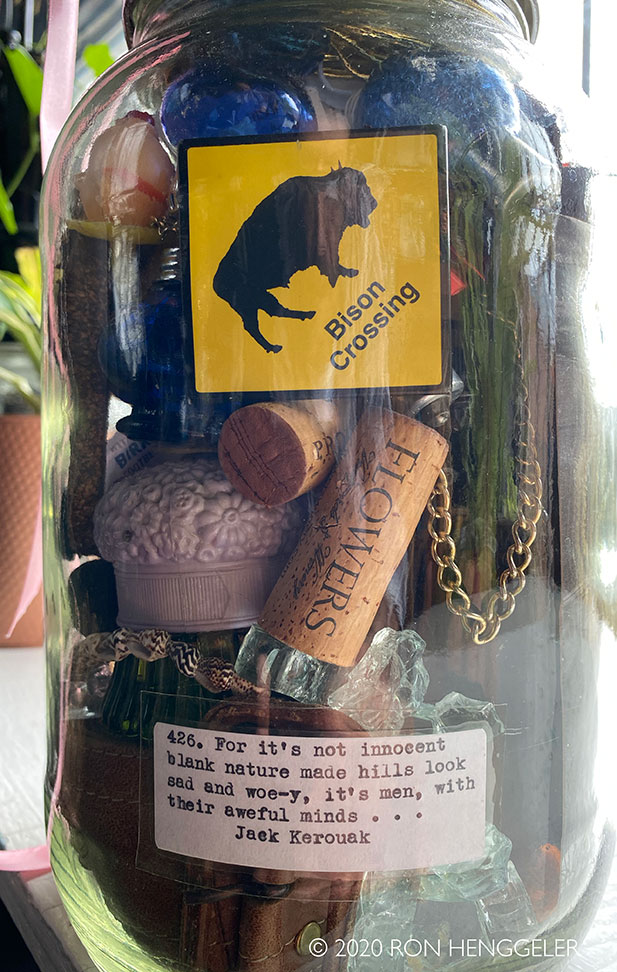 Bison
Crossing
BIR
FLOWERS
426. For it's not innocent
blank nature made hills look
sad and woe-y, it's men, with
their aweful minds . . .
Jack Kerouak
© 2020 RON HENGGELER